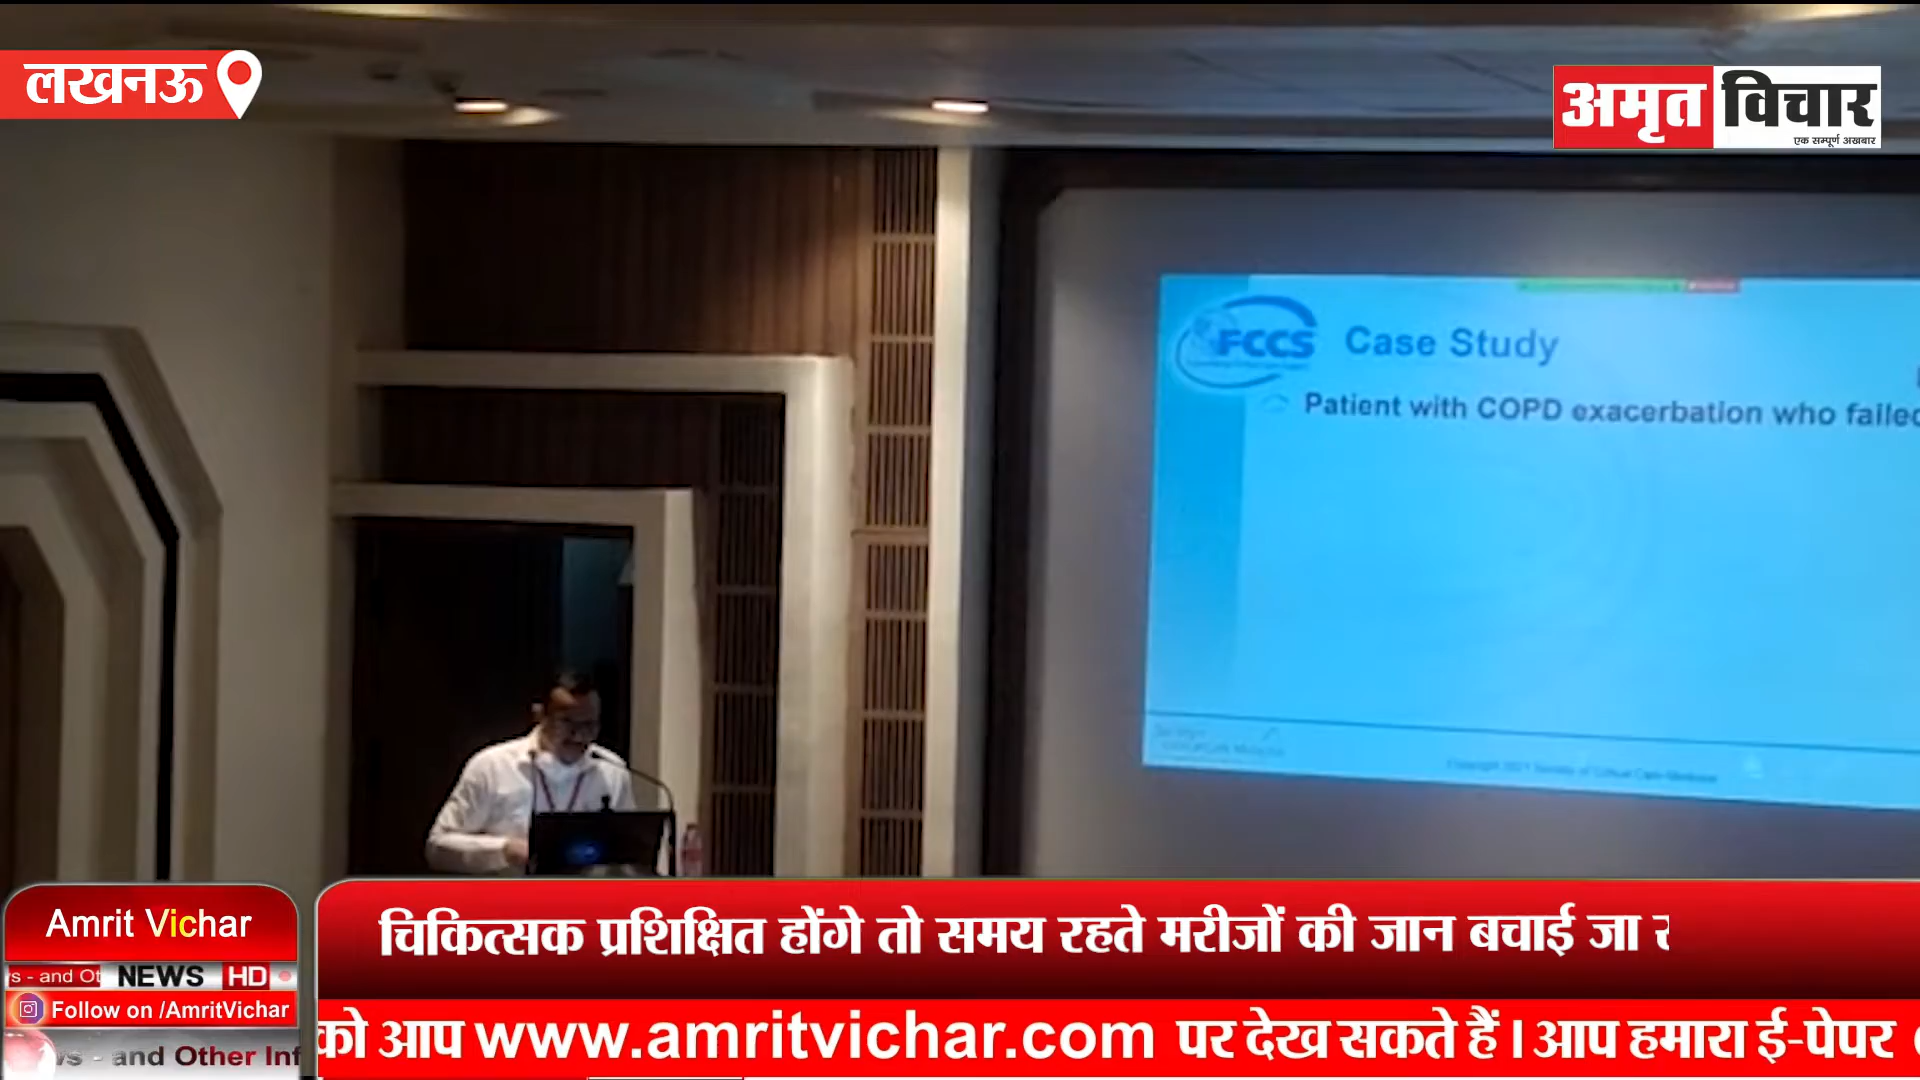 लखनऊ
अमृत विचार
एक सम्पूर्ण अखबार
FCCS
Case Study
Patient with COPD exacerbation who failed
Amrit Vichar
चिकित्सक प्रशिक्षित होंगे तो समय रहते मरीजों की जान बचाई जा
s - and Ot NEWS HD
Follow on /AmritVichar
को आप www.amritvichar.com पर देख सकते हैं । आप हमारा ई-पेपर
- and Other Inf